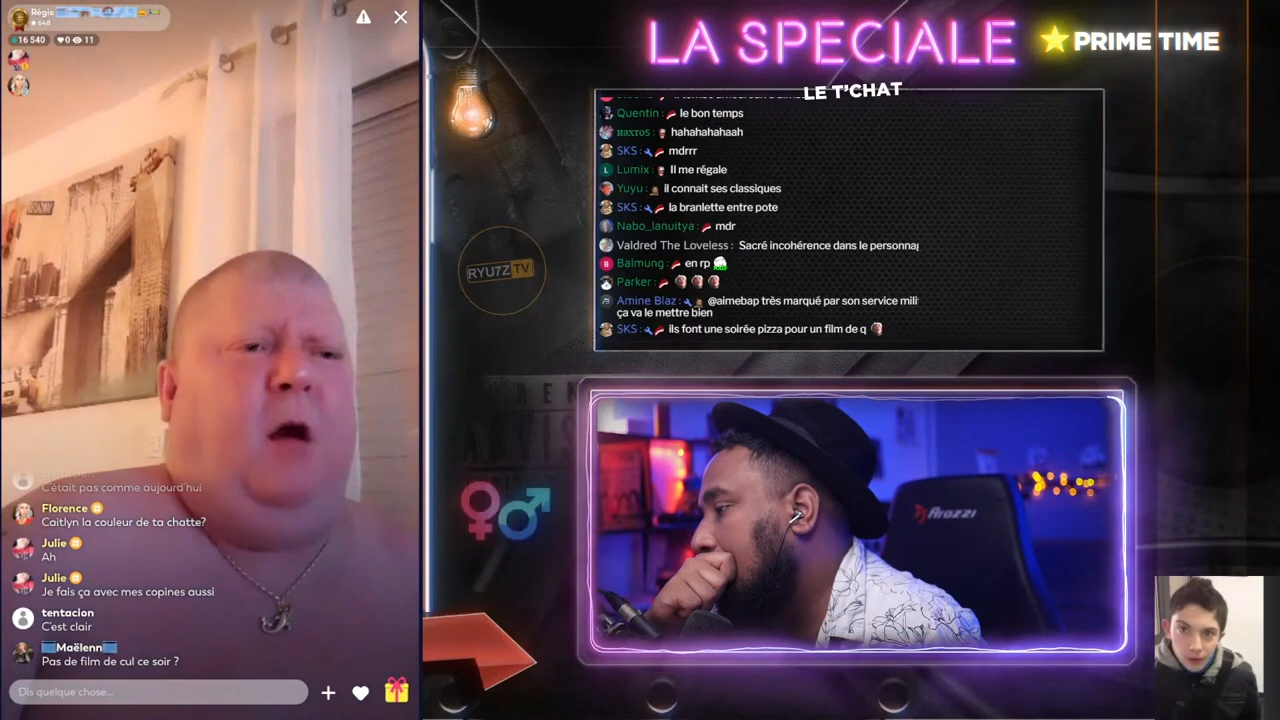 Régis
★ 648
16 540
0
11
C'était pas comme aujourd'hui
Florence
Caitlyn la couleur de ta chatte?
Julie
Ah
Julie
Je fais ça avec mes copines aussi
tentacion
C'est clair
Maëlenn
Pas de film de cul ce soir ?
Dis quelque chose...
LA SPECIALE
PRIME TIME
LE T'CHAT
Quentin : le bon temps
HAXTOS : hahahahahaah
SKS : mdrrr
Lumix : Il me régale
Yuyu : il connait ses classiques
SKS : la branlette entre pote
Nabo_lanuitya : mdr
Valdred The Loveless : Sacré incohérence dans le personnag
Balmung : en rp
Parker :
Amine Blaz : @aimebap très marqué par son service mili
ça va le mettre bien
SKS : ils font une soirée pizza pour un film de q
RYU7Z TV
Arozzi